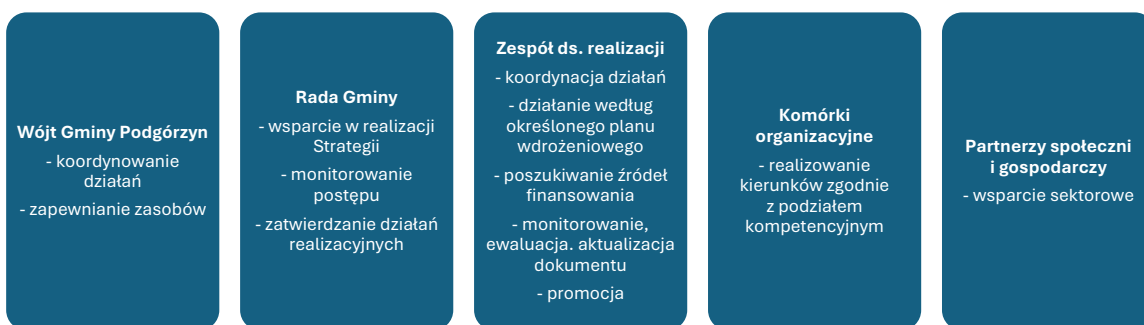 Wójt Gminy Podgórzyn
- koordynowanie
działań
- zapewnianie zasobów
Rada Gminy
- wsparcie w realizacji
Strategii
- monitorowanie
postępu
- zatwierdzanie działań
realizacyjnych
Zespół ds. realizacji
- koordynacja działań
- działanie według
określonego planu
wdrożeniowego
- poszukiwanie źródeł
finansowania
- monitorowanie,
ewaluacja. aktualizacja
dokumentu
- promocja
Komórki
organizacyjne
- realizowanie
kierunków zgodnie
z podziałem
kompetencyjnym
Partnerzy społeczni
i gospodarczy
- wsparcie sektorowe